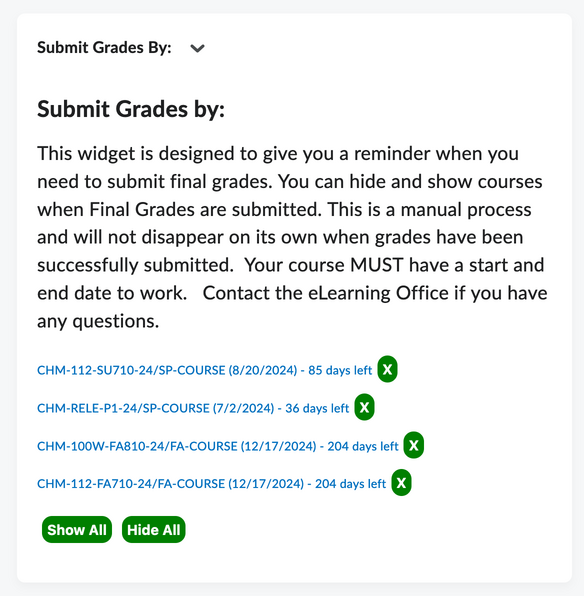 Submit Grades By:
Submit Grades by:
This widget is designed to give you a reminder when you
need to submit final grades. You can hide and show courses
when Final Grades are submitted. This is a manual process
and will not disappear on its own when grades have been
successfully submitted.  Your course MUST have a start and
end date to work.   Contact the eLearning Office if you have
any questions.
CHM-112-SU710-24/SP-COURSE (8/20/2024) - 85 days left X
CHM-RELE-P1-24/SP-COURSE (7/2/2024) - 36 days left X
CHM-100W-FA810-24/FA-COURSE (12/17/2024) - 204 days left X
CHM-112-FA710-24/FA-COURSE (12/17/2024) - 204 days left X
Show All Hide All